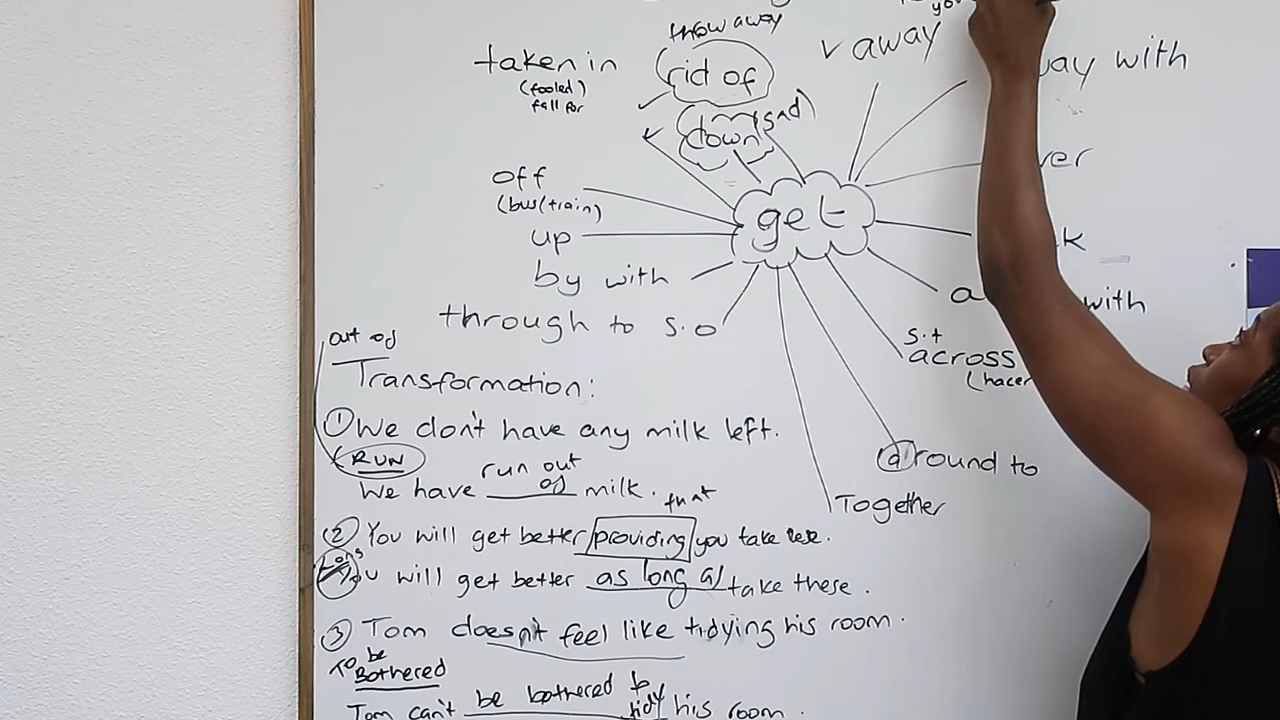 throw away
taken in
rid of
v away
(fooled)
fall for
way with
down
(sad)
off
(bus/train)
up
get
by with
with
through to s.o
s.t
across
(hacer
out of
Transformation:
① We don't have any milk left.
(RUN
run out
of
We have milk.
around to
Together
that
② You will get better providing you take
Long
You will get better as long as take these.
③ Tom doesn't feel like tidying his room.
To be
Bothered
Tom can't be bothered to
tidy his room.